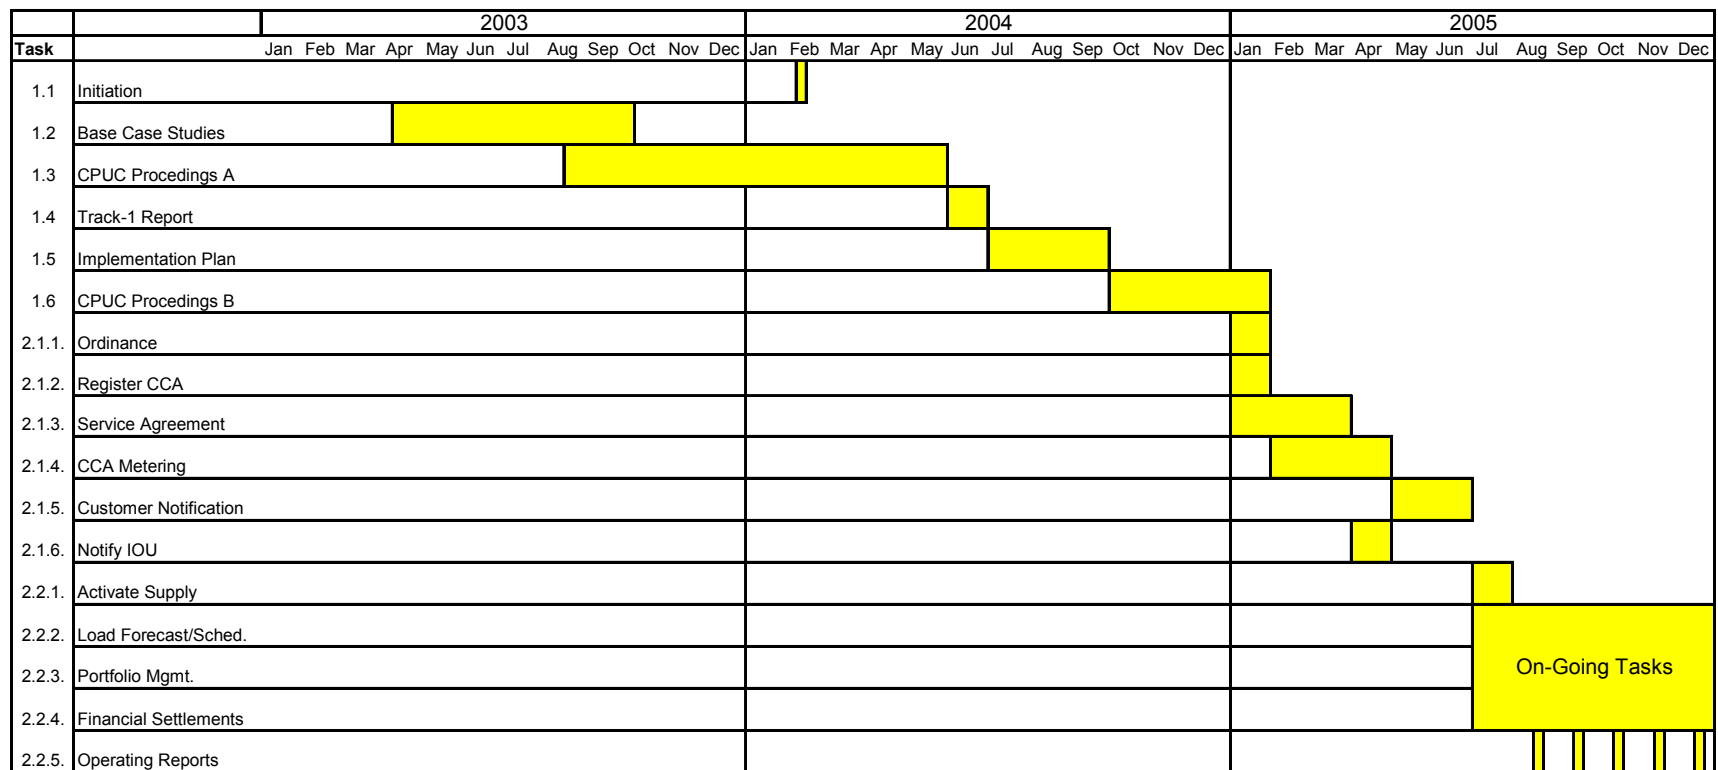 2003 2004 2005
Task Jan Feb Mar Apr May Jun Jul Aug Sep Oct Nov Dec Jan Feb Mar Apr May Jun Jul Aug Sep Oct Nov Dec Jan Feb Mar Apr May Jun Jul Aug Sep Oct Nov Dec
1.1 Initiation
1.2 Base Case Studies
1.3 CPUC Procedings A
1.4 Track-1 Report
1.5 Implementation Plan
1.6 CPUC Procedings B
2.1.1. Ordinance
2.1.2. Register CCA
2.1.3. Service Agreement
2.1.4. CCA Metering
2.1.5. Customer Notification
2.1.6. Notify IOU
2.2.1. Activate Supply
2.2.2. Load Forecast/Sched.
On-Going Tasks
2.2.3. Portfolio Mgmt.
2.2.4. Financial Settlements
2.2.5. Operating Reports